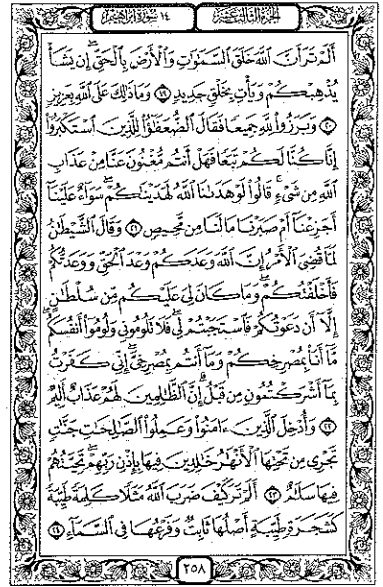 الجزء الثالث عشر ١٤ سورة إبراهيم
أَلَمْ تَرَ أَنَّ ٱللَّهَ خَلَقَ ٱلسَّمَٰوَٰتِ وَٱلْأَرْضَ بِٱلْحَقِّ ۚ إِن يَشَأْ
يُذْهِبْكُمْ وَيَأْتِ بِخَلْقٍ جَدِيدٍ ١٩ وَمَا ذَٰلِكَ عَلَى ٱللَّهِ بِعَزِيزٍ
٢٠ وَبَرَزُوا۟ لِلَّهِ جَمِيعًا فَقَالَ ٱلضُّعَفَٰٓؤُا۟ لِلَّذِينَ ٱسْتَكْبَرُوٓا۟
إِنَّا كُنَّا لَكُمْ تَبَعًا فَهَلْ أَنتُم مُّغْنُونَ عَنَّا مِنْ عَذَابِ
ٱللَّهِ مِن شَىْءٍ ۚ قَالُوا۟ لَوْ هَدَىٰنَا ٱللَّهُ لَهَدَيْنَٰكُمْ ۖ سَوَآءٌ عَلَيْنَآ
أَجَزِعْنَآ أَمْ صَبَرْنَا مَا لَنَا مِن مَّحِيصٍ ٢١ وَقَالَ ٱلشَّيْطَٰنُ
لَمَّا قُضِىَ ٱلْأَمْرُ إِنَّ ٱللَّهَ وَعَدَكُمْ وَعْدَ ٱلْحَقِّ وَوَعَدتُّكُمْ
فَأَخْلَفْتُكُمْ ۖ وَمَا كَانَ لِىَ عَلَيْكُم مِّن سُلْطَٰنٍ
إِلَّآ أَن دَعَوْتُكُمْ فَٱسْتَجَبْتُمْ لِى ۖ فَلَا تَلُومُونِى وَلُومُوٓا۟ أَنفُسَكُم ۖ
مَّآ أَنَا۠ بِمُصْرِخِكُمْ وَمَآ أَنتُم بِمُصْرِخِىَّ ۖ إِنِّى كَفَرْتُ
بِمَآ أَشْرَكْتُمُونِ مِن قَبْلُ ۗ إِنَّ ٱلظَّٰلِمِينَ لَهُمْ عَذَابٌ أَلِيمٌ
٢٢ وَأُدْخِلَ ٱلَّذِينَ ءَامَنُوا۟ وَعَمِلُوا۟ ٱلصَّٰلِحَٰتِ جَنَّٰتٍ
تَجْرِى مِن تَحْتِهَا ٱلْأَنْهَٰرُ خَٰلِدِينَ فِيهَا بِإِذْنِ رَبِّهِمْ ۖ تَحِيَّتُهُمْ
فِيهَا سَلَٰمٌ ٢٣ أَلَمْ تَرَ كَيْفَ ضَرَبَ ٱللَّهُ مَثَلًا كَلِمَةً طَيِّبَةً
كَشَجَرَةٍ طَيِّبَةٍ أَصْلُهَا ثَابِتٌ وَفَرْعُهَا فِى ٱلسَّمَآءِ ٢٤
٢٥٨